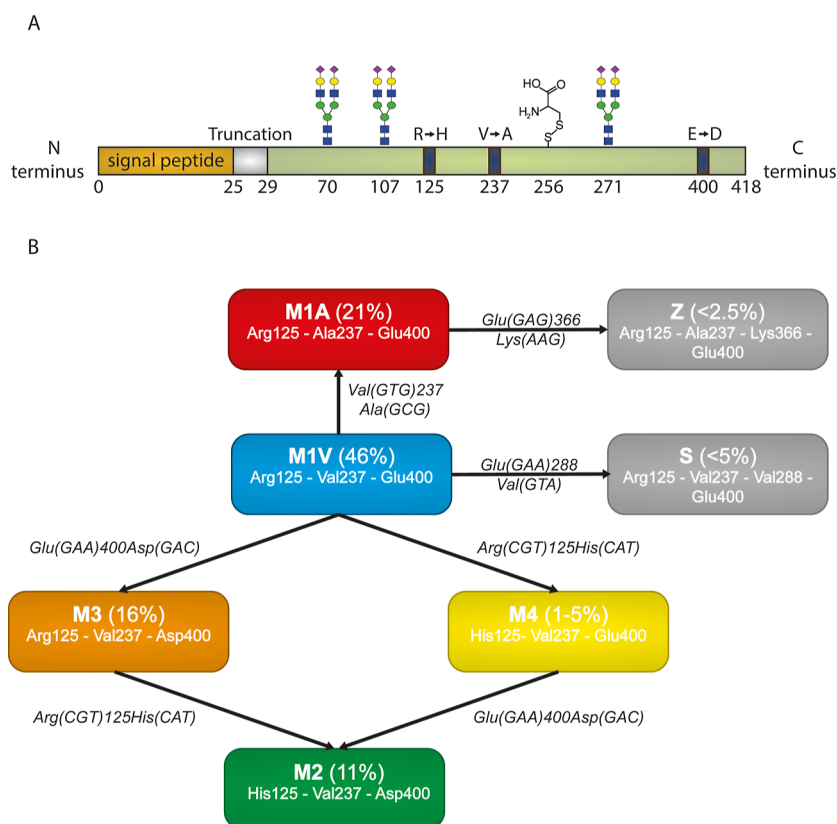 A
Truncation
R→H
V→A
HO
O
H₂N
S
S
E→D
N
terminus
signal peptide
C
terminus
0
25
29
70
107
125
237
256
271
400
418
B
M1A (21%)
Arg125 - Ala237 - Glu400
Glu(GAG)366
Lys(AAG)
Z (<2.5%)
Arg125 - Ala237 - Lys366 -
Glu400
Val(GTG)237
Ala(GCG)
M1V (46%)
Arg125 - Val237 - Glu400
Glu(GAA)288
Val(GTA)
S (<5%)
Arg125 - Val237 - Val288 -
Glu400
Glu(GAA)400Asp(GAC)
Arg(CGT)125His(CAT)
M3 (16%)
Arg125 - Val237 - Asp400
M4 (1-5%)
His125- Val237 - Glu400
Arg(CGT)125His(CAT)
Glu(GAA)400Asp(GAC)
M2 (11%)
His125 - Val237 - Asp400